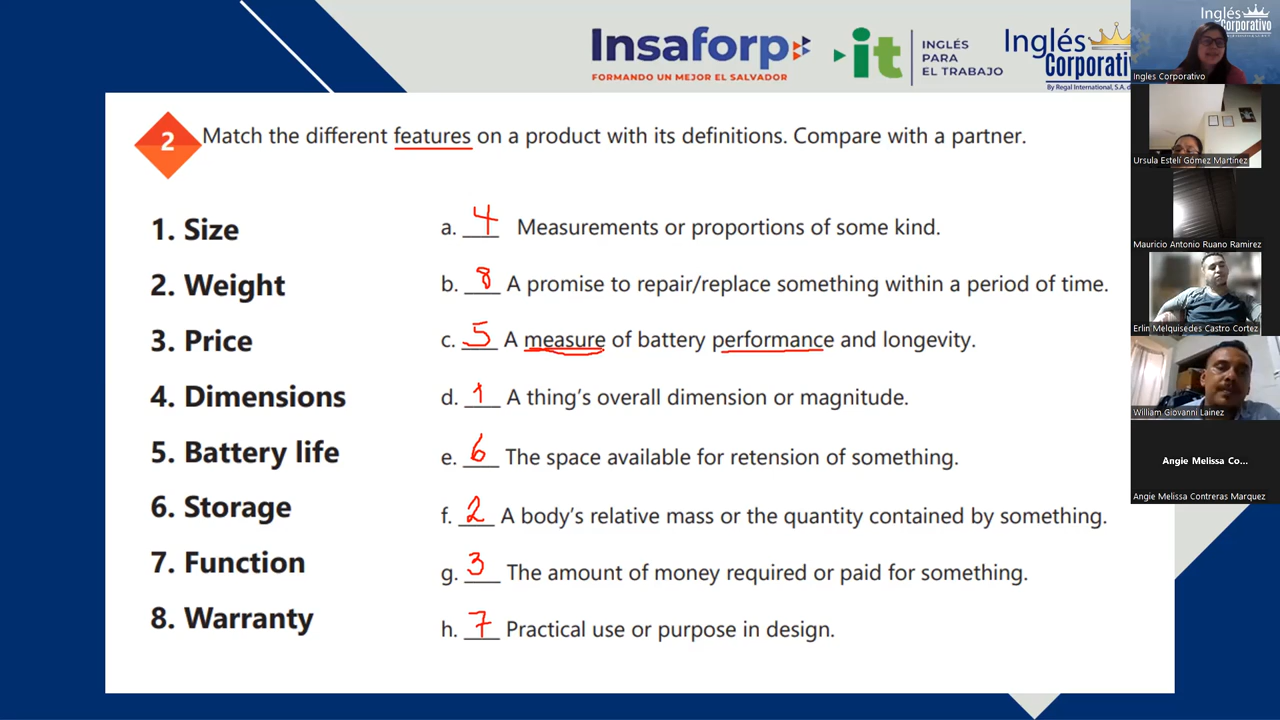 Insaforp
FORMANDO UN MEJOR EL SALVADOR
it
INGLÉS
PARA
EL TRABAJO
Inglés
Corporativo
By Regal International, S.A. d
2
Match the different features on a product with its definitions. Compare with a partner.
1. Size
2. Weight
3. Price
4. Dimensions
5. Battery life
6. Storage
7. Function
8. Warranty
a. 4 Measurements or proportions of some kind.
b. 8 A promise to repair/replace something within a period of time.
c. 5 A measure of battery performance and longevity.
d. 1 A thing's overall dimension or magnitude.
e. 6 The space available for retension of something.
f. 2 A body's relative mass or the quantity contained by something.
g. 3 The amount of money required or paid for something.
h. 7 Practical use or purpose in design.
Inglés
Corporativo
Ingles Corporativo
Ursula Estelí Gómez Martínez
Mauricio Antonio Ruano Ramirez
Erlin Melquisedes Castro Cortez
William Giovanni Lainez
Angie Melissa Co...
Angie Melissa Contreras Marquez